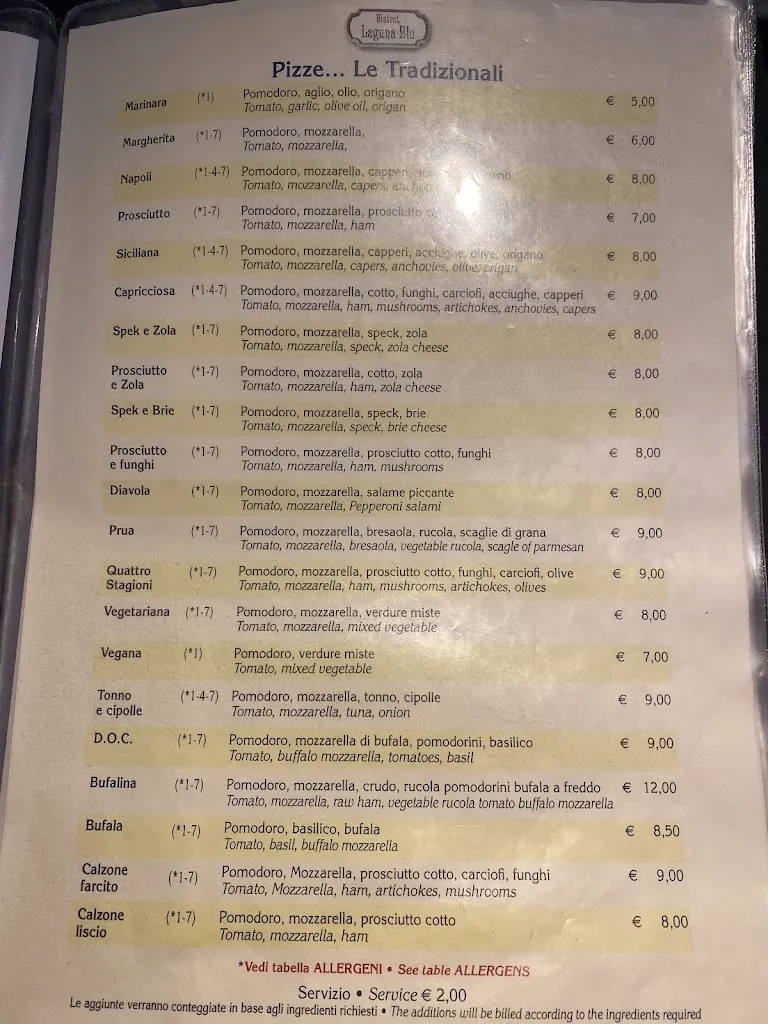 Bistrot
Laguna Blu
Pizze... Le Tradizionali
Marinara (*1) Pomodoro, aglio, olio, origano € 5,00
Tomato, garlic, olive oil, origan
Margherita (*1-7) Pomodoro, mozzarella, € 6,00
Tomato, mozzarella,
Napoli (*1-4-7) Pomodoro, mozzarella, capperi, € 8,00
Tomato, mozzarella, capers,
Prosciutto (*1-7) Pomodoro, mozzarella, prosciutto € 7,00
Tomato, mozzarella, ham
Siciliana (*1-4-7) Pomodoro, mozzarella, capperi, acciughe, olive, origano € 8,00
Tomato, mozzarella, capers, anchovies, olive, origan
Capricciosa (*1-4-7) Pomodoro, mozzarella, cotto, funghi, carciofi, acciughe, capperi € 9,00
Tomato, mozzarella, ham, mushrooms, artichokes, anchovies, capers
Spek e Zola (*1-7) Pomodoro, mozzarella, speck, zola € 8,00
Tomato, mozzarella, speck, zola cheese
Prosciutto (*1-7) Pomodoro, mozzarella, cotto, zola € 8,00
e Zola Tomato, mozzarella, ham, zola cheese
Spek e Brie (*1-7) Pomodoro, mozzarella, speck, brie € 8,00
Tomato, mozzarella, speck, brie cheese
Prosciutto (*1-7) Pomodoro, mozzarella, prosciutto cotto, funghi € 8,00
e funghi Tomato, mozzarella, ham, mushrooms
Diavola (*1-7) Pomodoro, mozzarella, salame piccante € 8,00
Tomato, mozzarella, Pepperoni salami
Prua (*1-7) Pomodoro, mozzarella, bresaola, rucola, scaglie di grana € 9,00
Tomato, mozzarella, bresaola, vegetable rucola, scagle of parmesan
Quattro (*1-7) Pomodoro, mozzarella, prosciutto cotto, funghi, carciofi, olive € 9,00
Stagioni Tomato, mozzarella, ham, mushrooms, artichokes, olives
Vegetariana (*1-7) Pomodoro, mozzarella, verdure miste € 8,00
Tomato, mozzarella, mixed vegetable
Vegana (*1) Pomodoro, verdure miste € 7,00
Tomato, mixed vegetable
Tonno (*1-4-7) Pomodoro, mozzarella, tonno, cipolle € 9,00
e cipolle Tomato, mozzarella, tuna, onion
D.O.C. (*1-7) Pomodoro, mozzarella di bufala, pomodorini, basilico € 9,00
Tomato, buffalo mozzarella, tomatoes, basil
Bufalina (*1-7) Pomodoro, mozzarella, crudo, rucola pomodorini bufala a freddo € 12,00
Tomato, mozzarella, raw ham, vegetable rucola tomato buffalo mozzarella
Bufala (*1-7) Pomodoro, basilico, bufala € 8,50
Tomato, basil, buffalo mozzarella
Calzone (*1-7) Pomodoro, Mozzarella, prosciutto cotto, carciofi, funghi € 9,00
farcito Tomato, Mozzarella, ham, artichokes, mushrooms
Calzone (*1-7) Pomodoro, mozzarella, prosciutto cotto € 8,00
liscio Tomato, mozzarella, ham
*Vedi tabella ALLERGENI • See table ALLERGENS
Servizio • Service € 2,00
Le aggiunte verranno conteggiate in base agli ingredienti richiesti • The additions will be billed according to the ingredients required